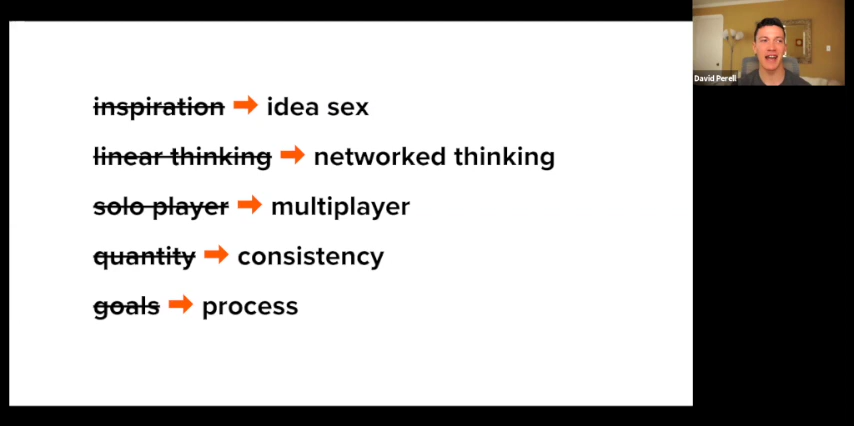 inspiration ➡ idea sex
linear thinking ➡ networked thinking
solo player ➡ multiplayer
quantity ➡ consistency
goals ➡ process
David Perell